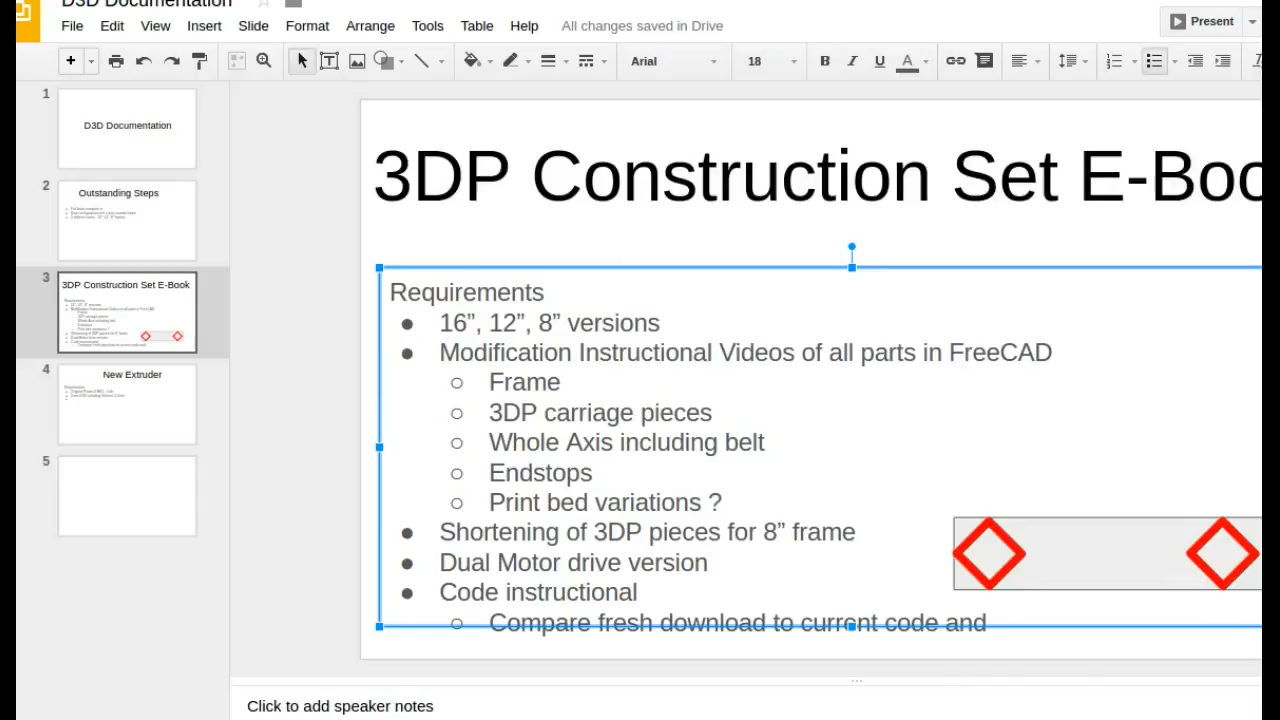 D3D Documentation
File Edit View Insert Slide Format Arrange Tools Table Help All changes saved in Drive
Present
Arial 18 B I U A
1
D3D Documentation
2
Outstanding Steps
3
3DP Construction Set E-Book
Requirements
4
New Extruder
5
3DP Construction Set E-Boo
Requirements
● 16”, 12”, 8” versions
● Modification Instructional Videos of all parts in FreeCAD
○ Frame
○ 3DP carriage pieces
○ Whole Axis including belt
○ Endstops
○ Print bed variations ?
● Shortening of 3DP pieces for 8” frame
● Dual Motor drive version
● Code instructional
○ Compare fresh download to current code and
Click to add speaker notes